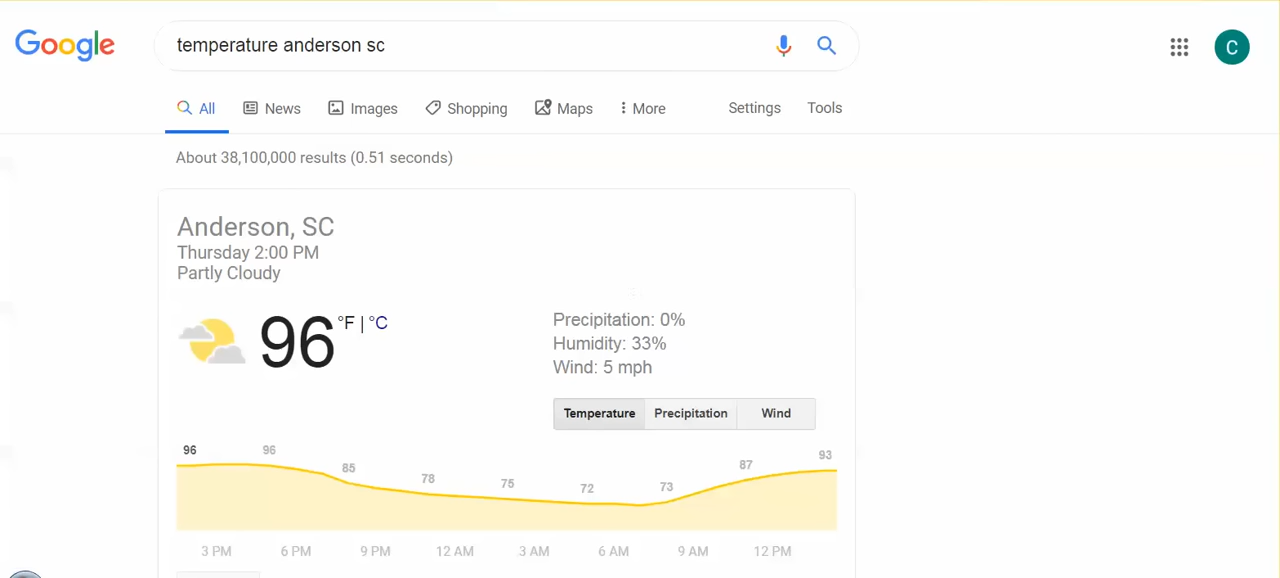 Google
temperature anderson sc
C
All News Images Shopping Maps More Settings Tools
About 38,100,000 results (0.51 seconds)
Anderson, SC
Thursday 2:00 PM
Partly Cloudy
96 °F | °C
Precipitation: 0%
Humidity: 33%
Wind: 5 mph
Temperature Precipitation Wind
96 96 85 78 75 72 73 87 93
3 PM 6 PM 9 PM 12 AM 3 AM 6 AM 9 AM 12 PM